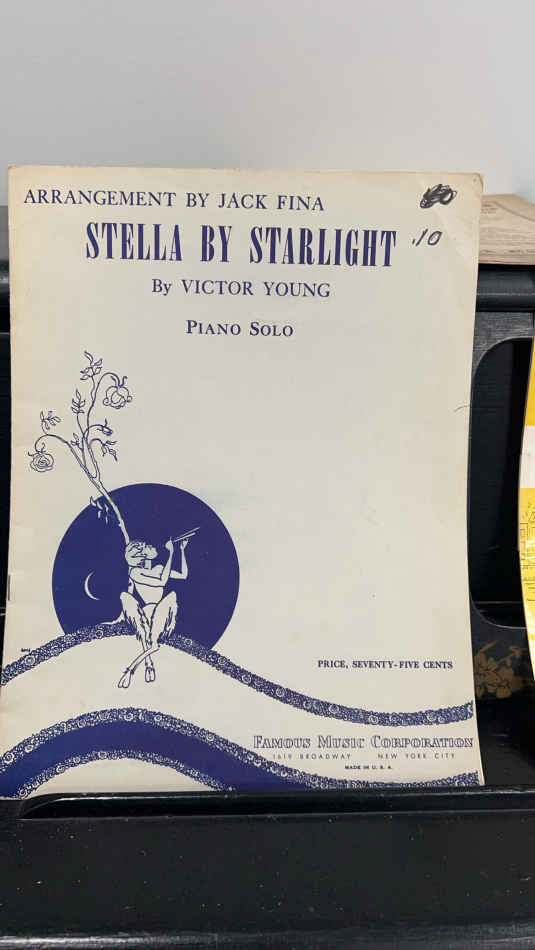 ARRANGEMENT BY JACK FINA
STELLA BY STARLIGHT
.10
By VICTOR YOUNG
PIANO SOLO
PRICE, SEVENTY-FIVE CENTS
FAMOUS MUSIC CORPORATION
1619 BROADWAY NEW YORK CITY
MADE IN U. S. A.